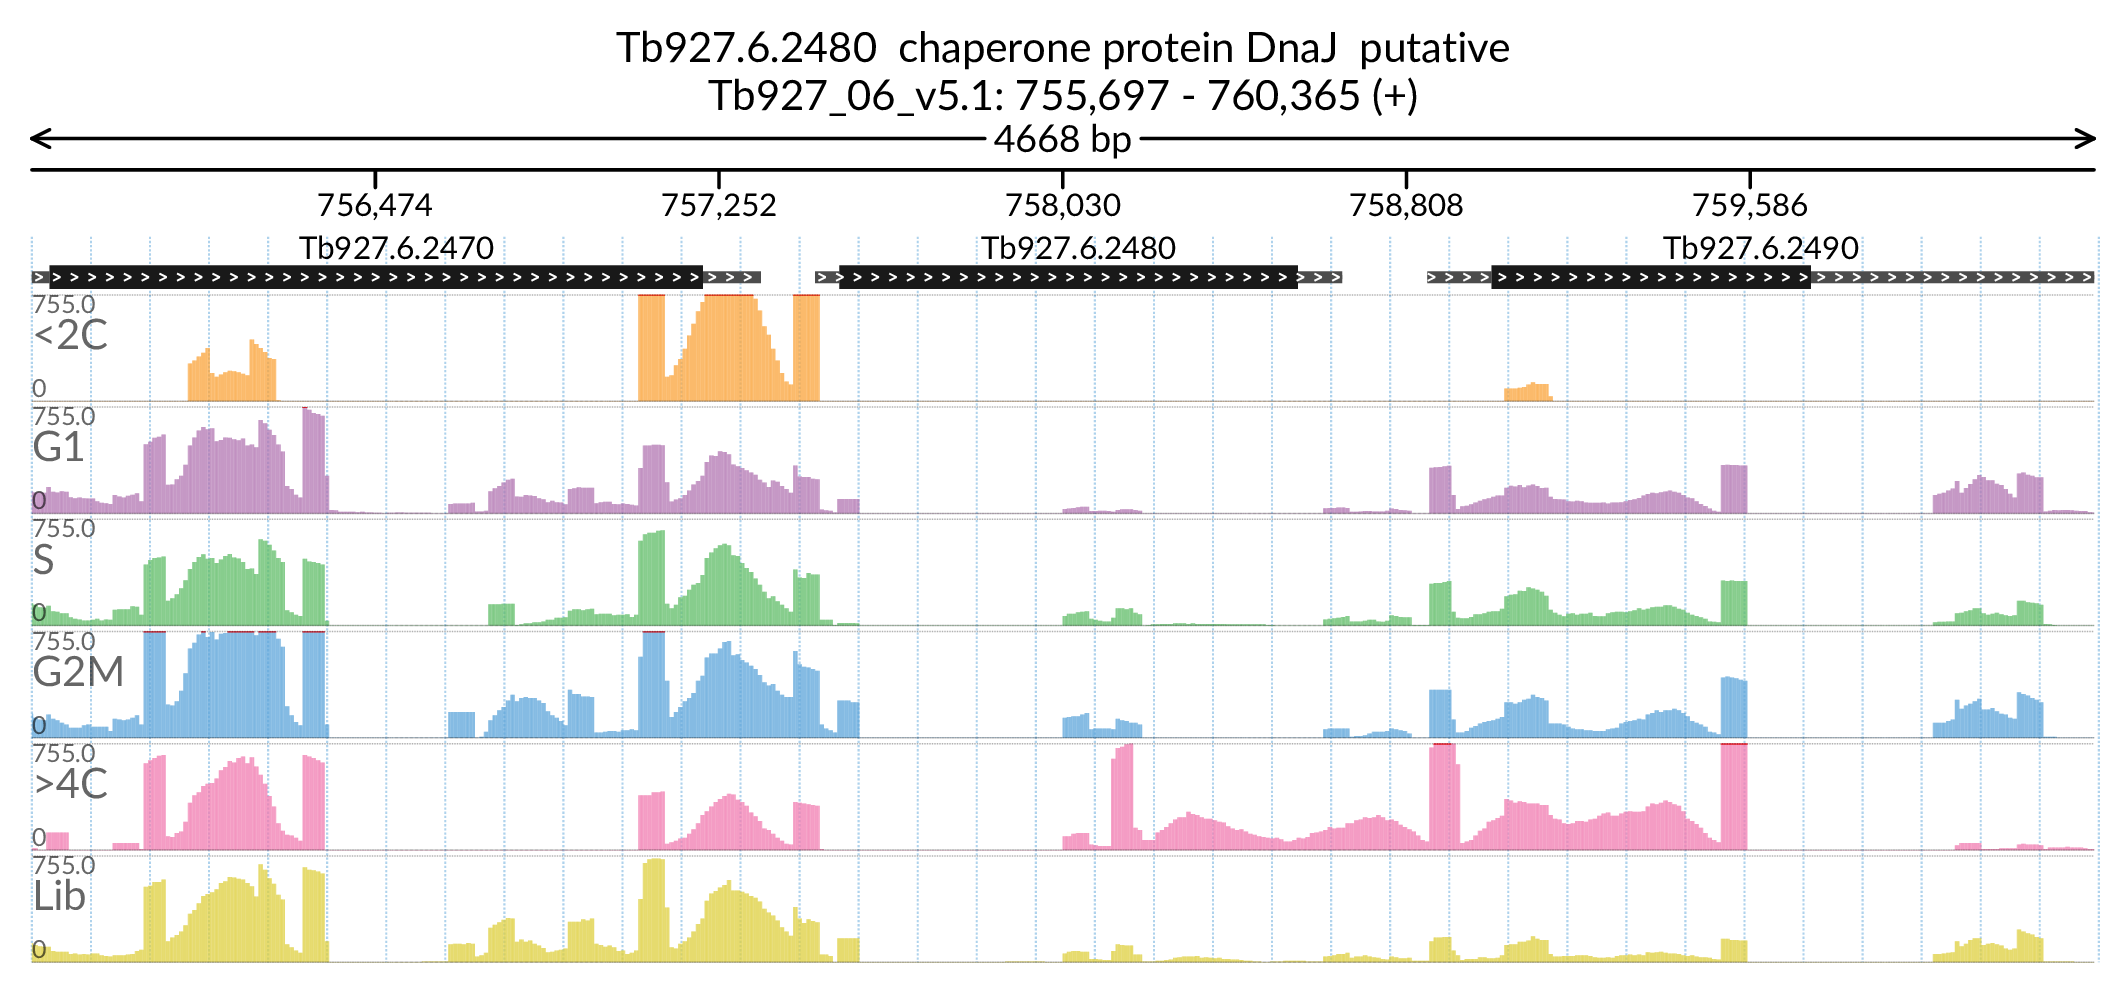 Tb927.6.2480 chaperone protein DnaJ putative
Tb927_06_v5.1: 755,697 - 760,365 (+)
4668 bp
756,474 757,252 758,030 758,808 759,586
Tb927.6.2470 Tb927.6.2480 Tb927.6.2490
755.0
<2C
0
755.0
G1
0
755.0
S
0
755.0
G2M
0
755.0
>4C
0
755.0
Lib
0